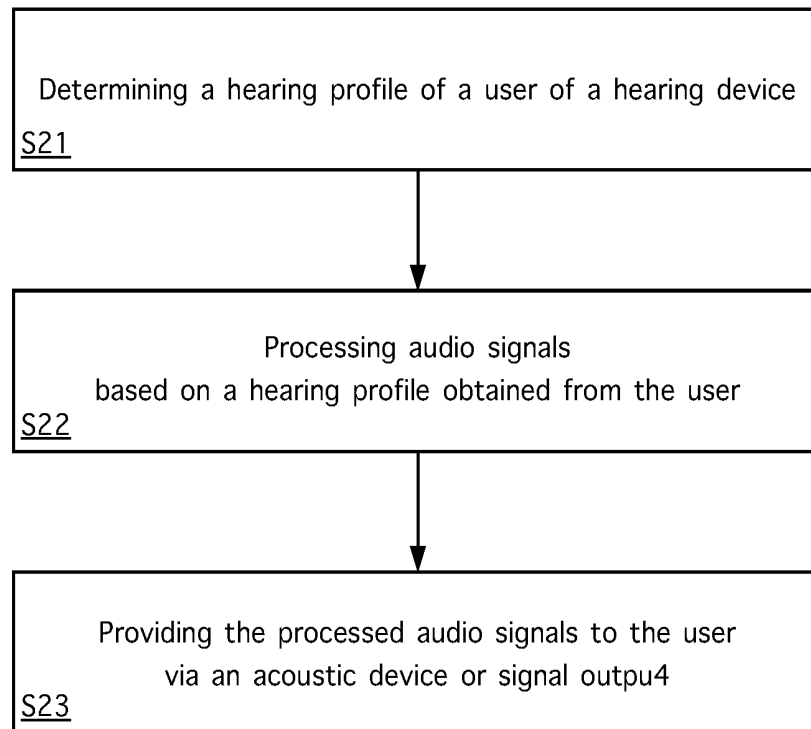 Determining a hearing profile of a user of a hearing device
S21
Processing audio signals
based on a hearing profile obtained from the user
S22
Providing the processed audio signals to the user
via an acoustic device or signal outpu4
S23